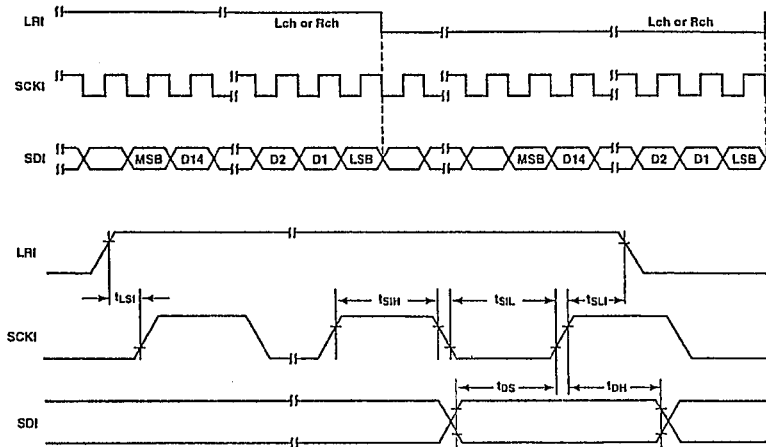 LRI
Lch or Rch
Lch or Rch
SCKI
SDI
MSB D14 D2 D1 LSB MSB D14 D2 D1 LSB
LRI
tLSI
tSIH
tSIL
tSLI
SCKI
tDS
tDH
SDI